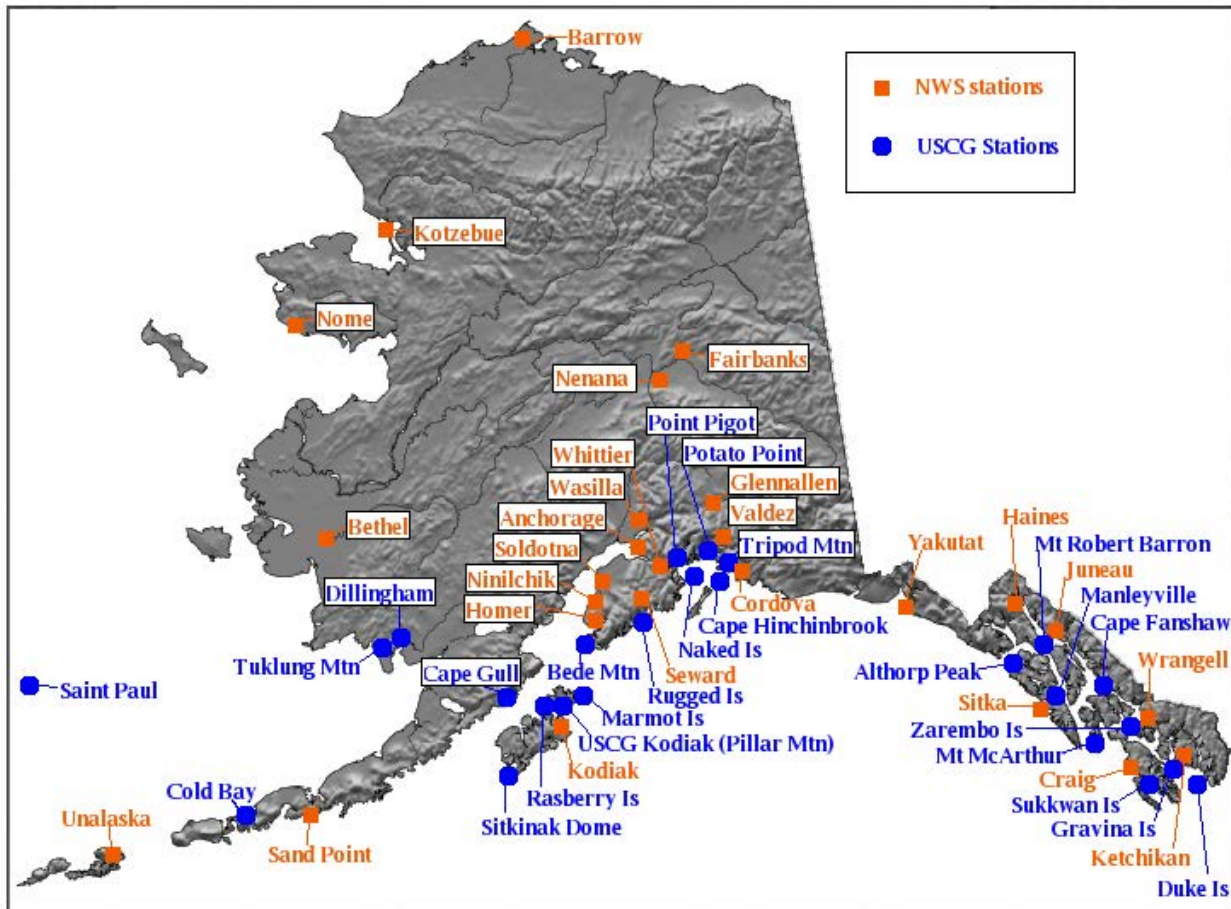 Barrow
NWS stations
USCG Stations
Kotzebue
Nome
Fairbanks
Nenana
Point Pigot
Potato Point
Whittier
Wasilla
Glennallen
Valdez
Anchorage
Bethel
Soldotna
Tripod Mtn
Ninilchik
Dillingham
Homer
Cordova
Cape Hinchinbrook
Naked Is
Tuklung Mtn
Cape Gull
Bede Mtn
Seward
Rugged Is
Saint Paul
Marmot Is
USCG Kodiak (Pillar Mtn)
Kodiak
Rasberry Is
Sitkinak Dome
Cold Bay
Unalaska
Sand Point
Yakutat
Haines
Mt Robert Barron
Juneau
Manleyville
Cape Fanshaw
Althorp Peak
Wrangell
Sitka
Zarembo Is
Mt McArthur
Craig
Sukkwan Is
Gravina Is
Ketchikan
Duke Is